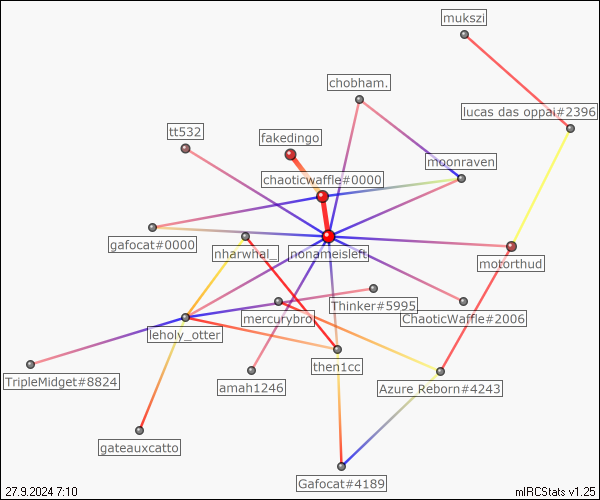 mukszi
chobham.
lucas das oppai#2396
tt532
fakedingo
moonraven
chaoticwaffle#0000
gafocat#0000
nharwhal_
nonameisleft
motorthud
Thinker#5995
mercurybro
ChaoticWaffle#2006
leholy_otter
then1cc
TripleMidget#8824
amah1246
Azure Reborn#4243
gateauxcatto
Gafocat#4189
27.9.2024 7:10
mIRCStats v1.25